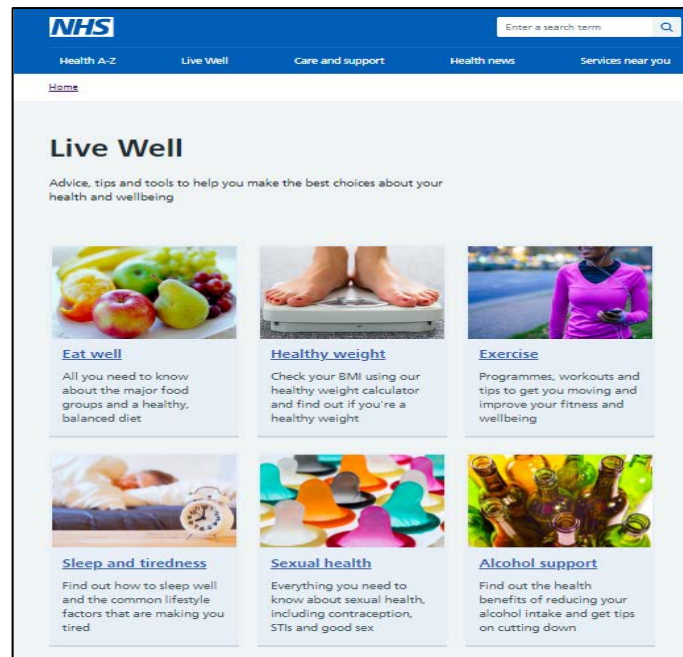 NHS
Enter a search term
Health A-Z Live Well Care and support Health news Services near you
Home
Live Well
Advice, tips and tools to help you make the best choices about your
health and wellbeing
Eat well
All you need to know
about the major food
groups and a healthy,
balanced diet
Healthy weight
Check your BMI using our
healthy weight calculator
and find out if you're a
healthy weight
Exercise
Programmes, workouts and
tips to get you moving and
improve your fitness and
wellbeing
Sleep and tiredness
Find out how to sleep well
and the common lifestyle
factors that are making you
tired
Sexual health
Everything you need to
know about sexual health,
including contraception,
STIs and good sex
Alcohol support
Find out the health
benefits of reducing your
alcohol intake and get tips
on cutting down